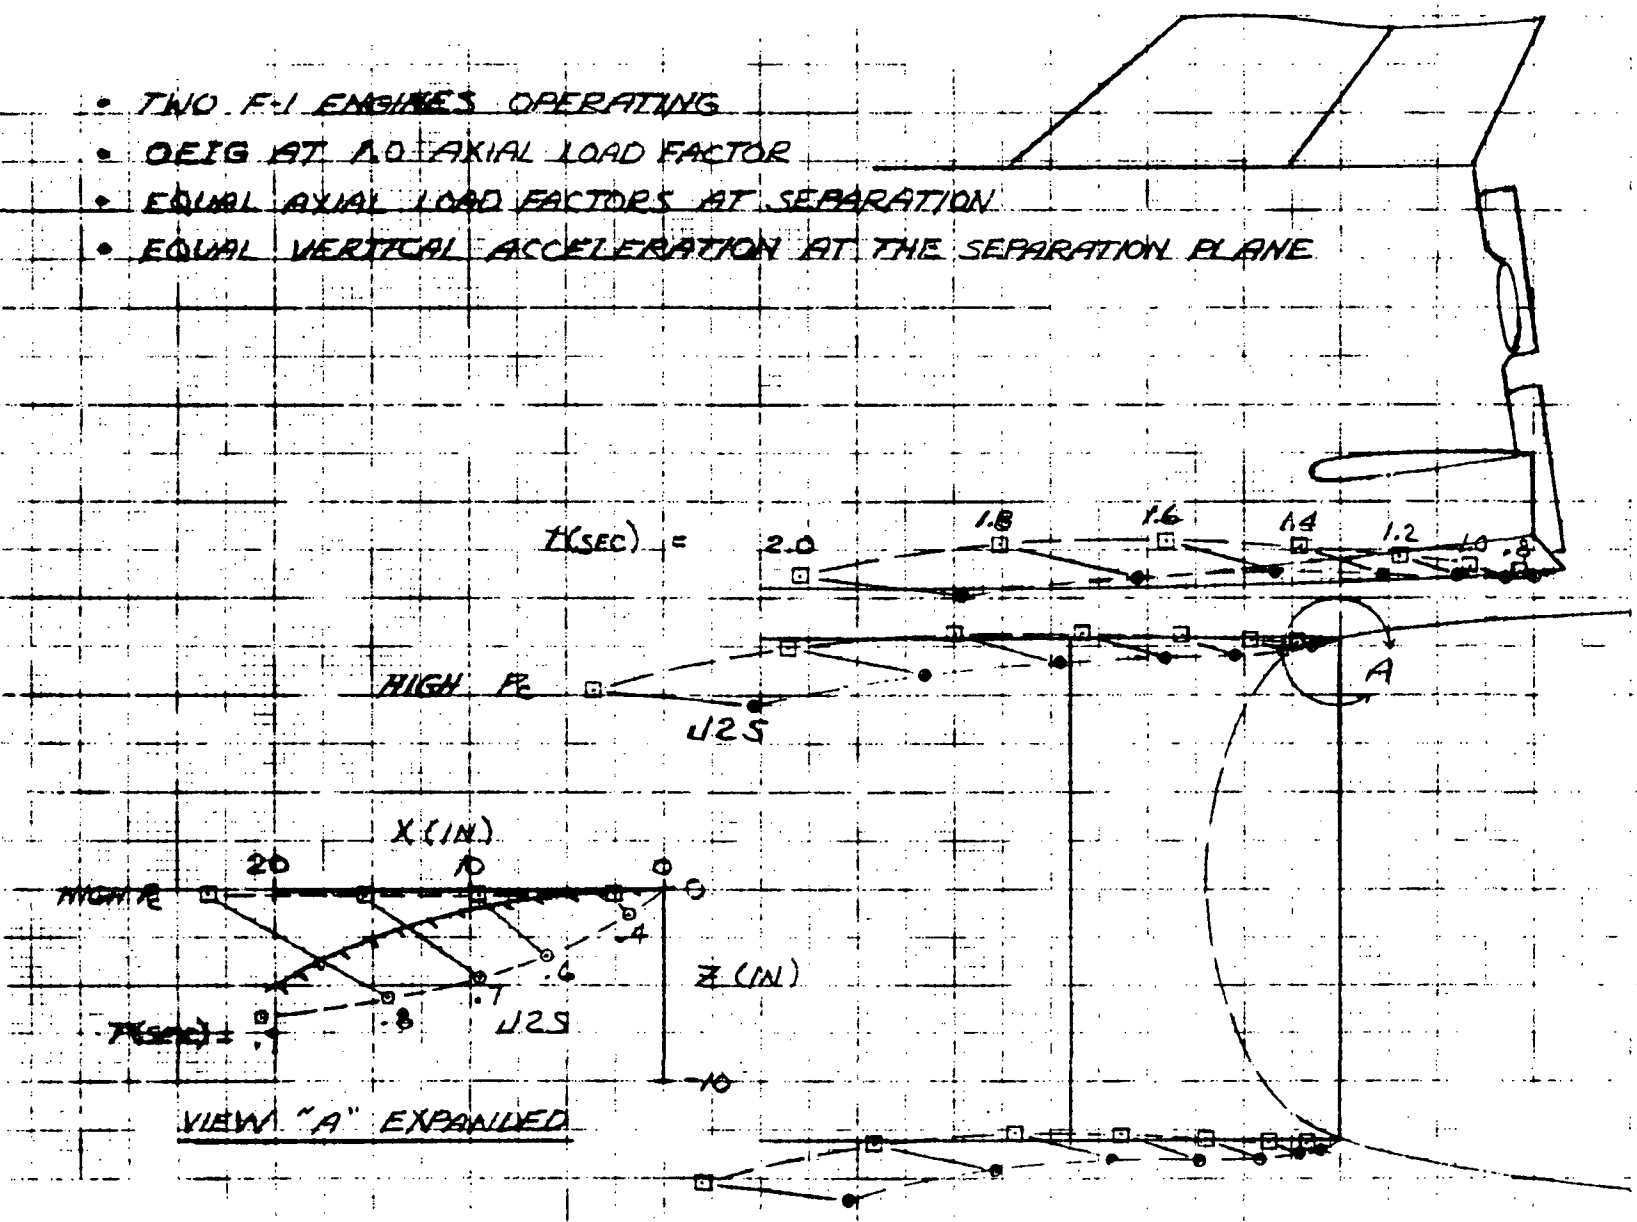 • TWO F-1 ENGINES OPERATING
• OEIG AT 1.0 AXIAL LOAD FACTOR
• EQUAL AXIAL LOAD FACTORS AT SEPARATION
• EQUAL VERTICAL ACCELERATION AT THE SEPARATION PLANE
t(SEC) = 2.0 1.8 1.6 1.4 1.2 1.0 .8
A
HIGH Pc
J2S
X (IN)
20 10 0
HIGH Pc 0
.4
.6
Z (IN)
.7
.8 J2S
T(SEC) =
-10
VIEW "A" EXPANDED